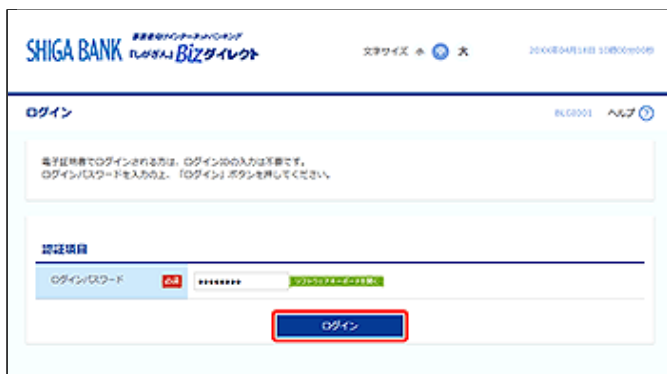 事業者向けインターネットバンキング
SHIGA BANK 『しがぎん』Bizダイレクト
文字サイズ 小 中 大
ログイン
BLGI001 ヘルプ ?
電子証明書でログインされる方は、ログインIDの入力は不要です。
ログインパスワードを入力の上、「ログイン」ボタンを押してください。
認証項目
ログインパスワード 必須 ●●●●●●●● ソフトウェアキーボードを開く
ログイン